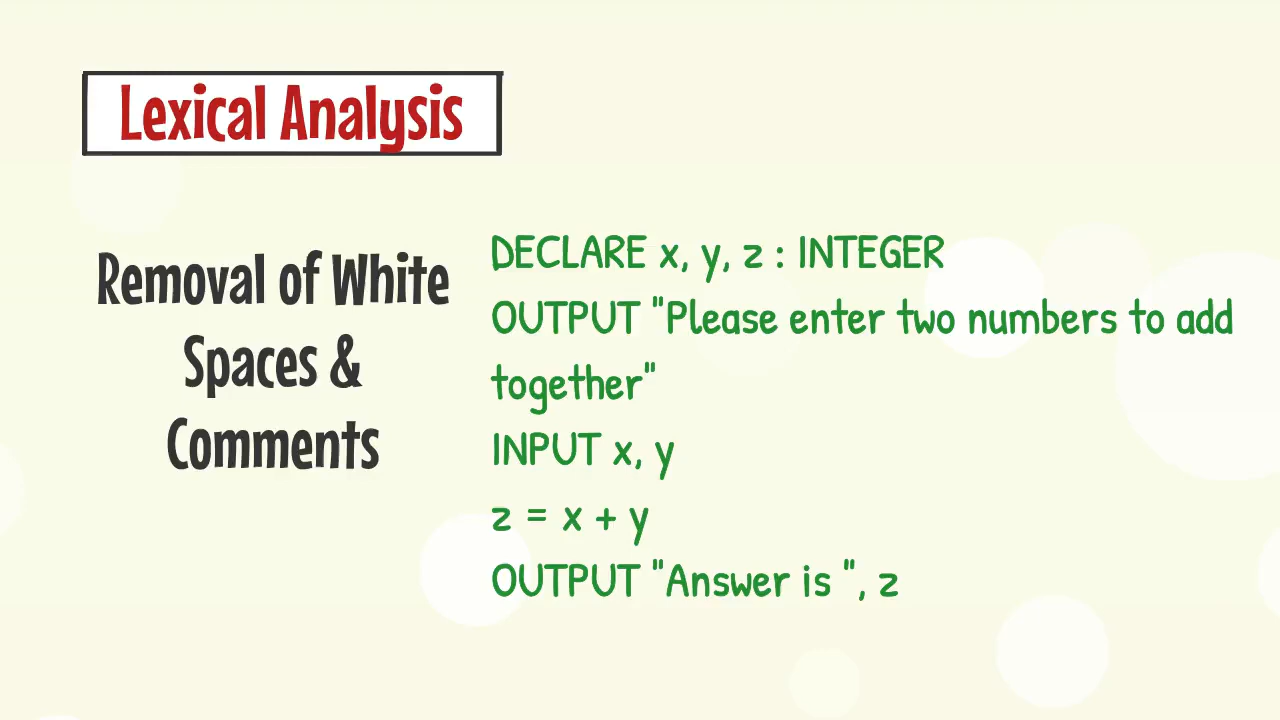 Lexical Analysis
Removal of White
Spaces &
Comments
DECLARE x, y, z : INTEGER
OUTPUT "Please enter two numbers to add
together"
INPUT x, y
z = x + y
OUTPUT "Answer is ", z